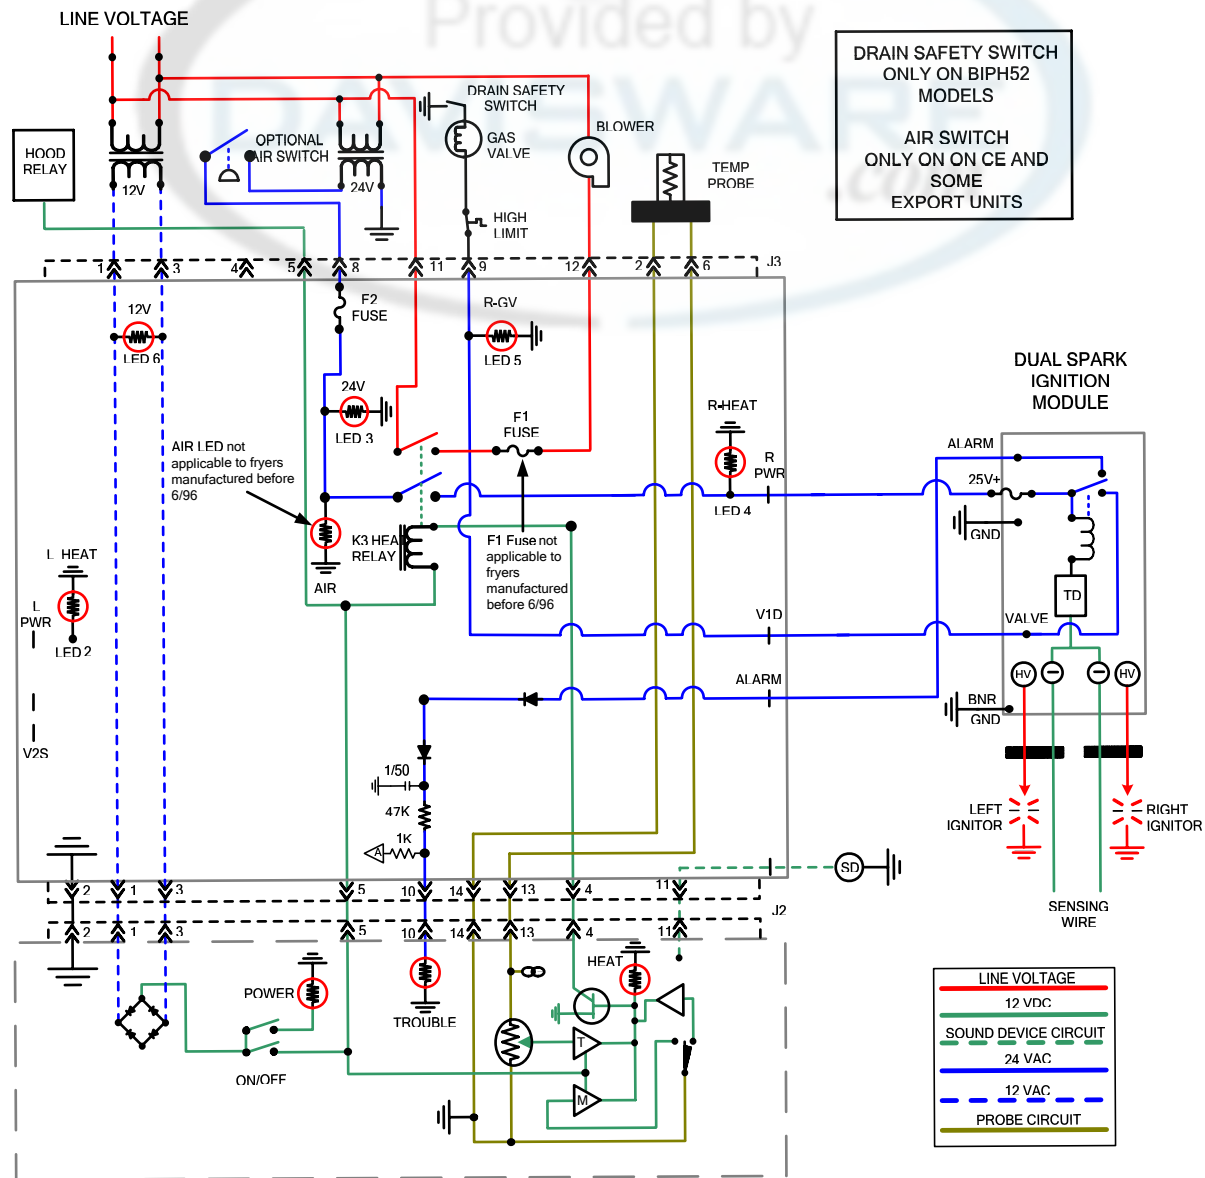 Provided by
DAVISWARE
.com
LINE VOLTAGE
DRAIN SAFETY SWITCH
ONLY ON BIPH52
MODELS
AIR SWITCH
ONLY ON ON CE AND
SOME
EXPORT UNITS
HOOD
RELAY
12V
OPTIONAL
AIR SWITCH
24V
DRAIN SAFETY
SWITCH
GAS
VALVE
HIGH
LIMIT
BLOWER
TEMP
PROBE
1
3
4
5
8
11
9
12
2
6
J3
12V
LED 6
F2
FUSE
R-GV
LED 5
24V
LED 3
F1
FUSE
R-HEAT
LED 4
R
PWR
AIR LED not
applicable to fryers
manufactured before
6/96
AIR
K3 HEAT
RELAY
F1 Fuse not
applicable to
fryers
manufactured
before 6/96
L HEAT
L
PWR
LED 2
V2S
V1D
ALARM
1/50
47K
1K
A
DUAL SPARK
IGNITION
MODULE
ALARM
25V+
GND
TD
VALVE
HV
HV
BNR
GND
LEFT
IGNITOR
RIGHT
IGNITOR
SENSING
WIRE
SD
2
1
3
5
10
14
13
4
11
J2
2
1
3
5
10
14
13
4
11
POWER
ON/OFF
TROUBLE
HEAT
T
M
LINE VOLTAGE
12 VDC
SOUND DEVICE CIRCUIT
24 VAC
12 VAC
PROBE CIRCUIT